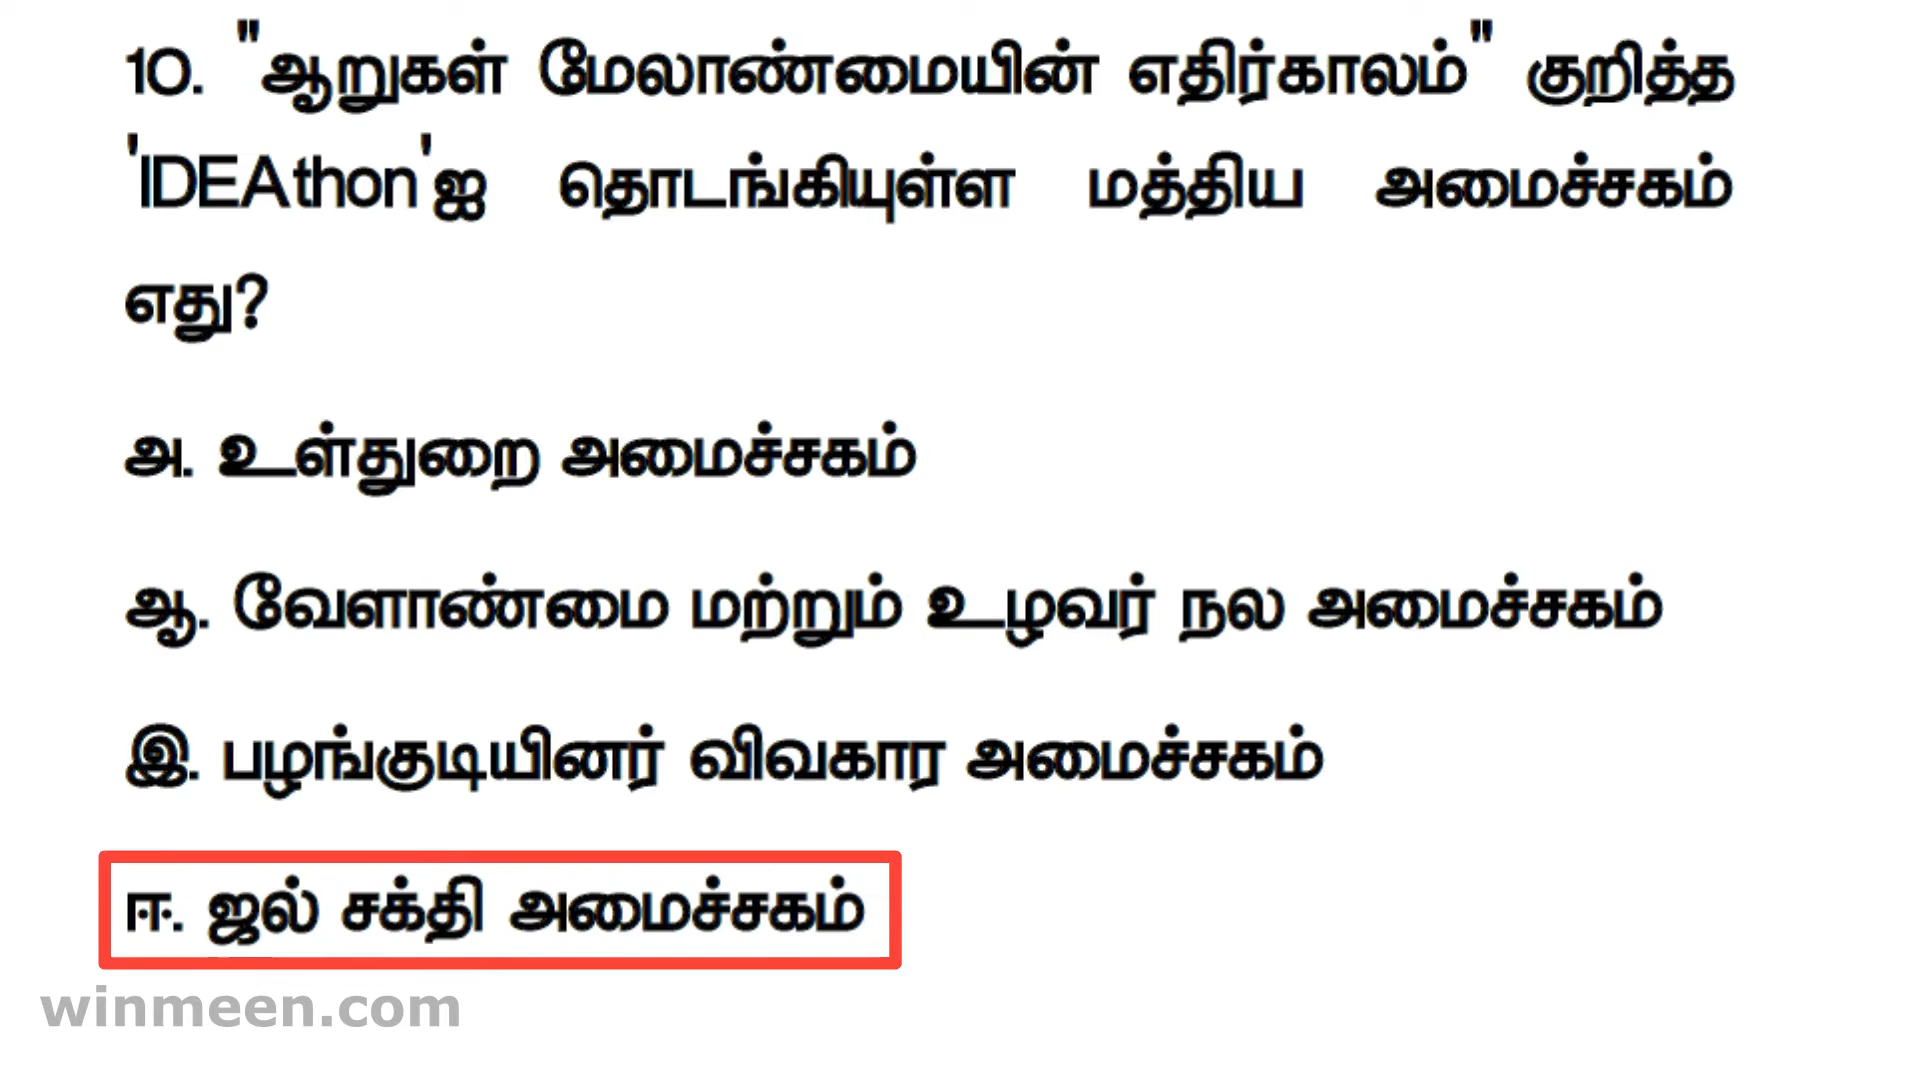 10. "ஆறுகள் மேலாண்மையின் எதிர்காலம்" குறித்த
'IDEAthon'ஐ தொடங்கியுள்ள மத்திய அமைச்சகம்
எது?
அ. உள்துறை அமைச்சகம்
ஆ. வேளாண்மை மற்றும் உழவர் நல அமைச்சகம்
இ. பழங்குடியினர் விவகார அமைச்சகம்
ஈ. ஜல் சக்தி அமைச்சகம்
winmeen.com